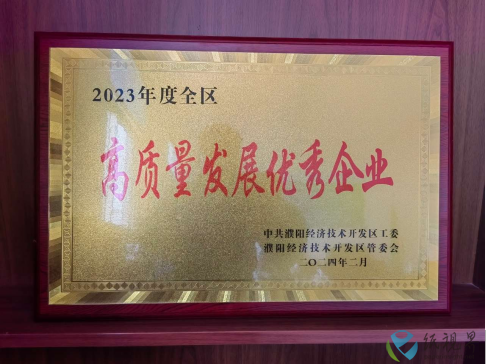 2023年度全区
高质量发展优秀企业
中共濮阳经济技术开发区工委
濮阳经济技术开发区管委会
二〇二四年二月